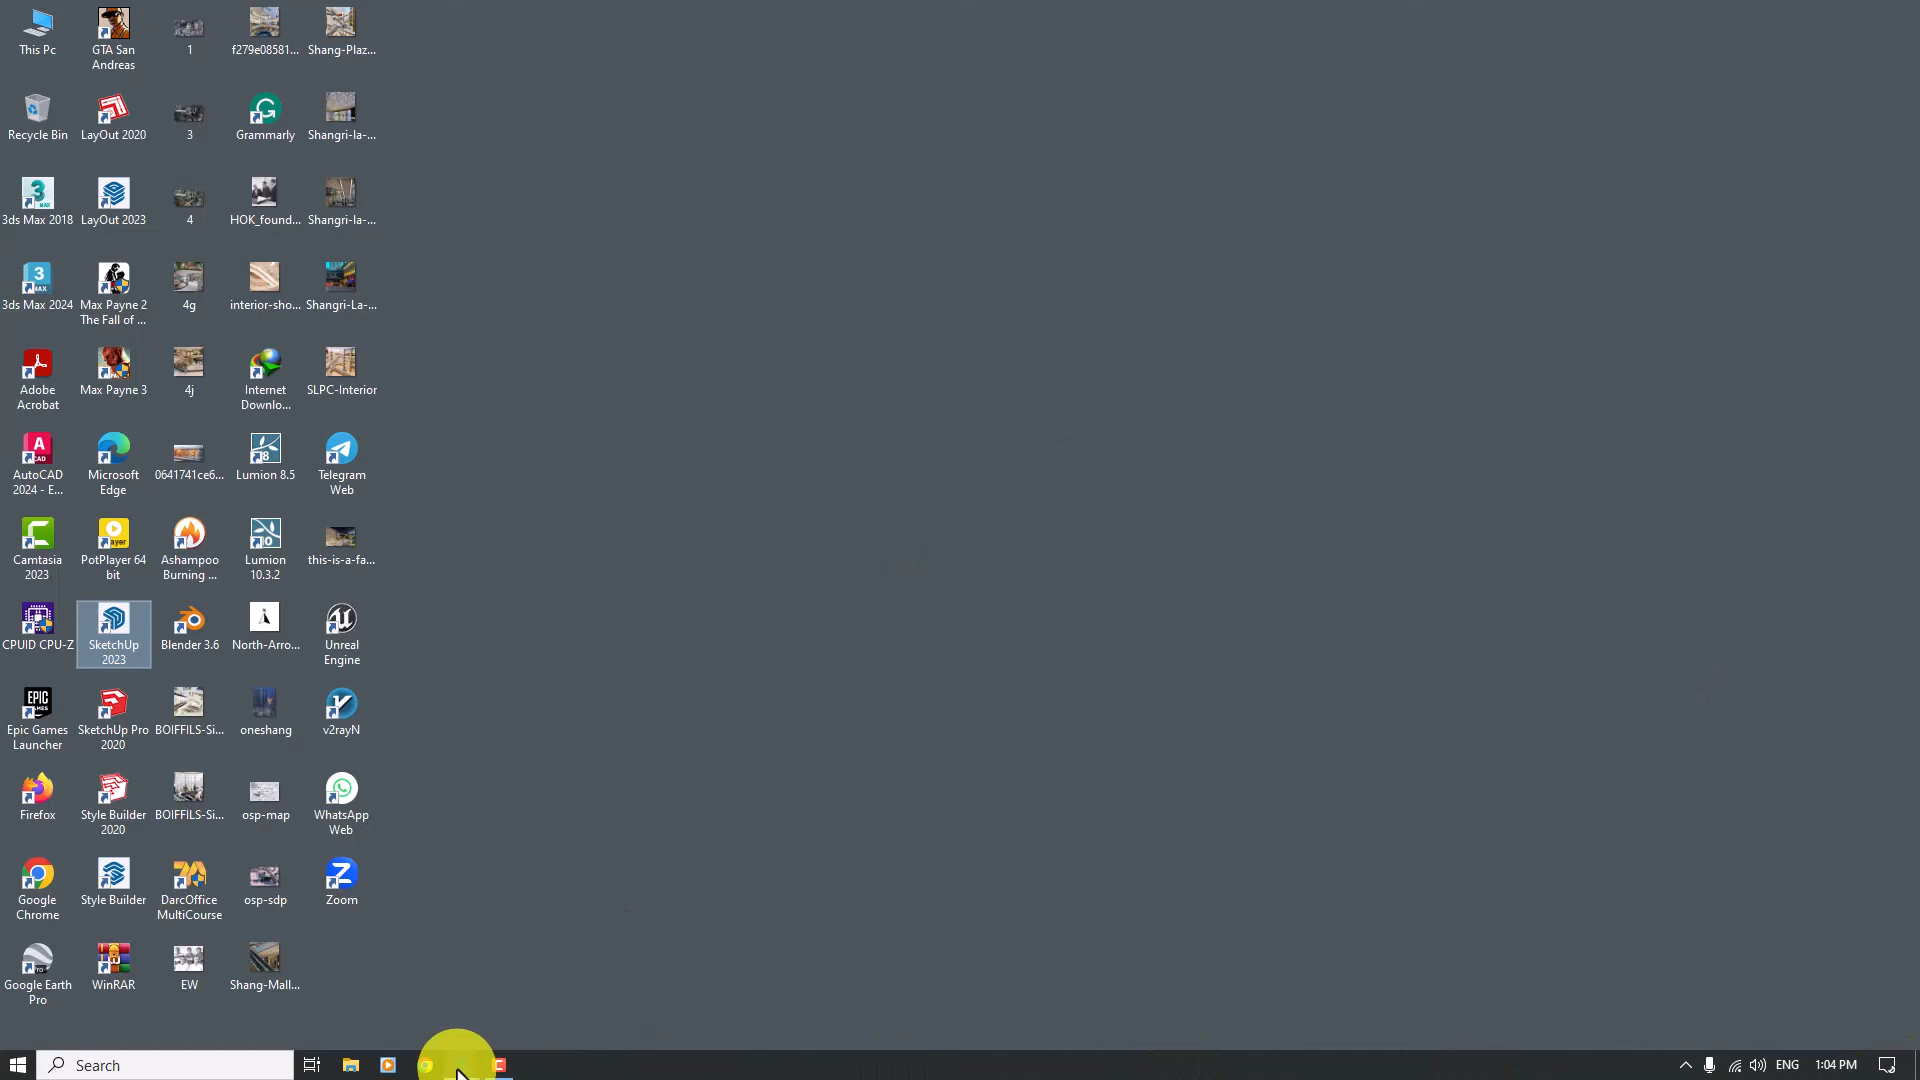 This Pc
GTA San
Andreas
1
f279e08581...
Shang-Plaz...
Recycle Bin
LayOut 2020
3
Grammarly
Shangri-la-...
3ds Max 2018
LayOut 2023
4
HOK_found...
Shangri-la-...
3ds Max 2024
Max Payne 2
The Fall of ...
4g
interior-sho...
Shangri-La-...
Adobe
Acrobat
Max Payne 3
4j
Internet
Downlo...
SLPC-Interior
AutoCAD
2024 - E...
Microsoft
Edge
0641741ce6...
Lumion 8.5
Telegram
Web
Camtasia
2023
PotPlayer 64
bit
Ashampoo
Burning ...
Lumion
10.3.2
this-is-a-fa...
CPUID CPU-Z
SketchUp
2023
Blender 3.6
North-Arro...
Unreal
Engine
Epic Games
Launcher
SketchUp Pro
2020
BOIFFILS-Si...
oneshang
v2rayN
Firefox
Style Builder
2020
BOIFFILS-Si...
osp-map
WhatsApp
Web
Google
Chrome
Style Builder
DarcOffice
MultiCourse
osp-sdp
Zoom
Google Earth
Pro
WinRAR
EW
Shang-Mall...
Search
ENG
1:04 PM